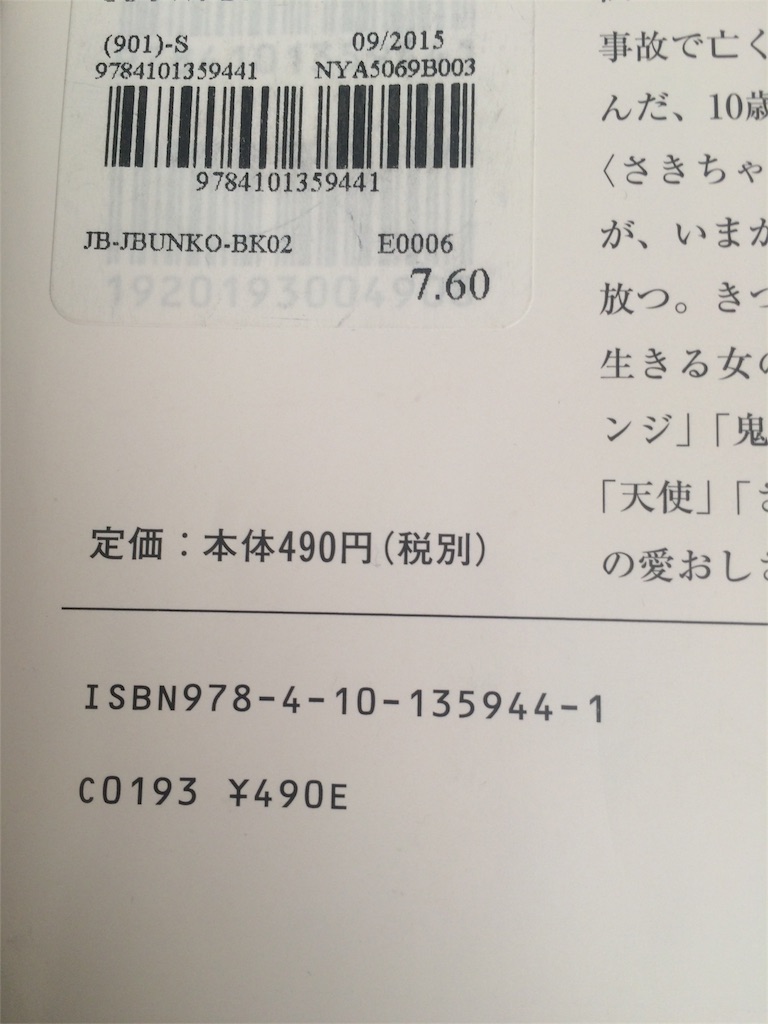 (901)-S 09/2015
9784101359441 NYA5069B003
9784101359441
JB-JBUNKO-BK02 E0006
7.60
定価：本体490円(税別)
ISBN978-4-10-135944-1
C0193 ¥490E
事故で亡く
んだ、10歳
〈さきちゃ
が、いまか
放つ。きつ
生きる女の
ンジ」「鬼
「天使」「さ
の愛おしさ